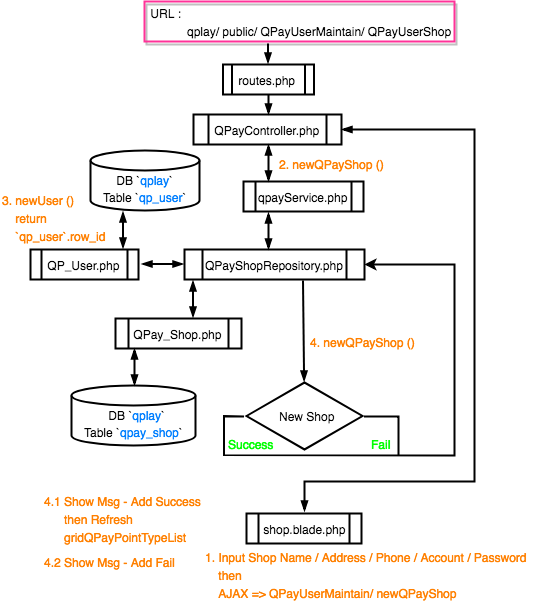 URL :
qplay/ public/ QPayUserMaintain/ QPayUserShop
routes.php
QPayController.php
2. newQPayShop ()
DB `qplay`
Table `qp_user`
qpayService.php
3. newUser ()
return
`qp_user`.row_id
QP_User.php
QPayShopRepository.php
QPay_Shop.php
4. newQPayShop ()
DB `qplay`
Table `qpay_shop`
New Shop
Success
Fail
4.1 Show Msg - Add Success
then Refresh
gridQPayPointTypeList
4.2 Show Msg - Add Fail
shop.blade.php
1. Input Shop Name / Address / Phone / Account / Password
then
AJAX => QPayUserMaintain/ newQPayShop